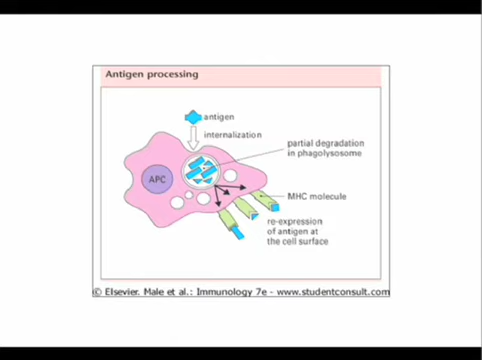 Antigen processing
antigen
internalization
partial degradation
in phagolysosome
APC
MHC molecule
re-expression
of antigen at
the cell surface
© Elsevier. Male et al.: Immunology 7e - www.studentconsult.com